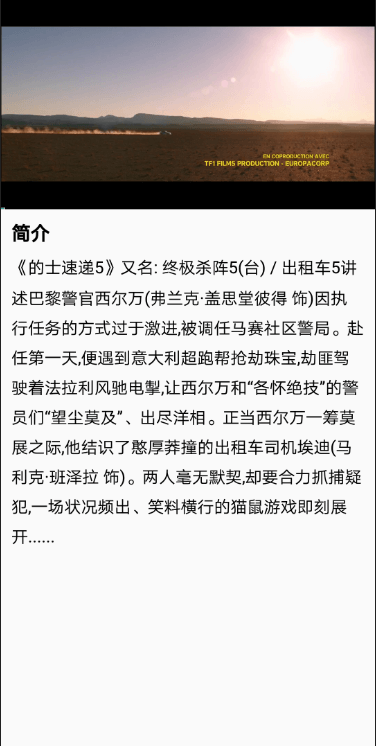 EN COPRODUCTION AVEC
TF1 FILMS PRODUCTION - EUROPACORP
简介
《的士速递5》又名: 终极杀阵5(台) / 出租车5讲
述巴黎警官西尔万(弗兰克·盖思堂彼得 饰)因执
行任务的方式过于激进,被调任马赛社区警局。赴
任第一天,便遇到意大利超跑帮抢劫珠宝,劫匪驾
驶着法拉利风驰电掣,让西尔万和“各怀绝技”的警
员们“望尘莫及”、出尽洋相。正当西尔万一筹莫
展之际,他结识了憨厚莽撞的出租车司机埃迪(马
利克·班泽拉 饰)。两人毫无默契,却要合力抓捕疑
犯,一场状况频出、笑料横行的猫鼠游戏即刻展
开......